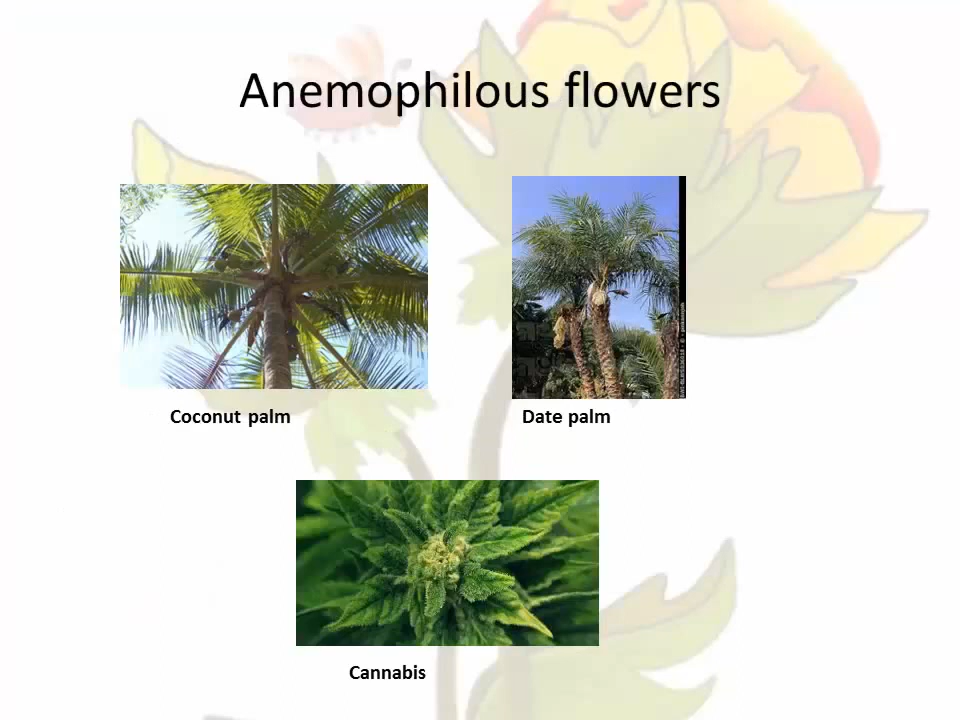 Anemophilous flowers
Coconut palm
Date palm
Cannabis